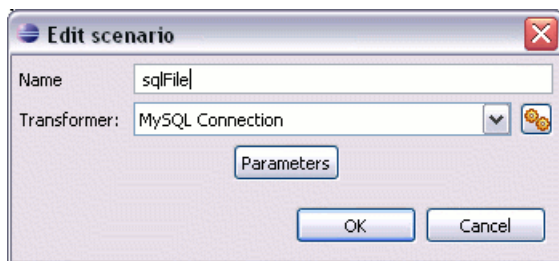 Edit scenario
Name sqlFile
Transformer: MySQL Connection
Parameters
OK Cancel